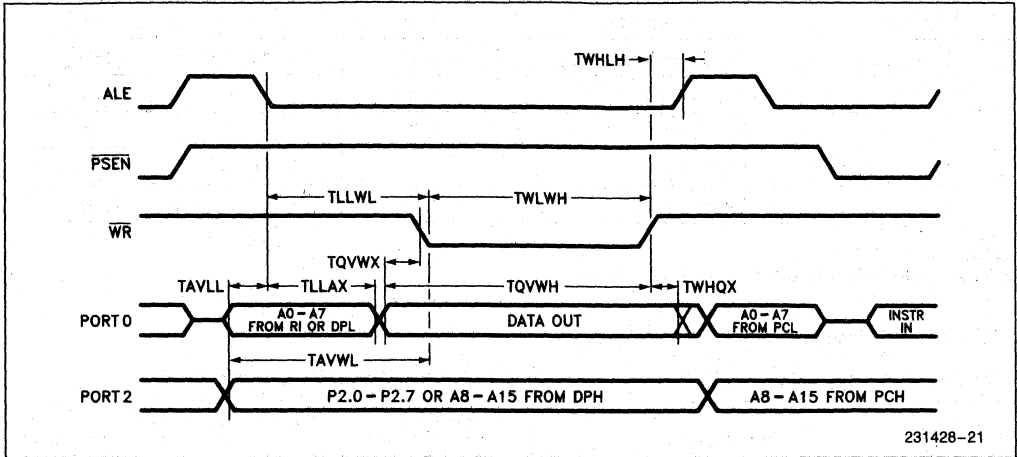 TWHLH
ALE
PSEN
TLLWL TWLWH
WR
TQVWX
TAVLL TLLAX TQVWH TWHQX
PORT 0
A0 – A7
FROM RI OR DPL
DATA OUT
A0 – A7
FROM PCL
INSTR
IN
TAVWL
PORT 2
P2.0 – P2.7 OR A8 – A15 FROM DPH
A8 – A15 FROM PCH
231428–21